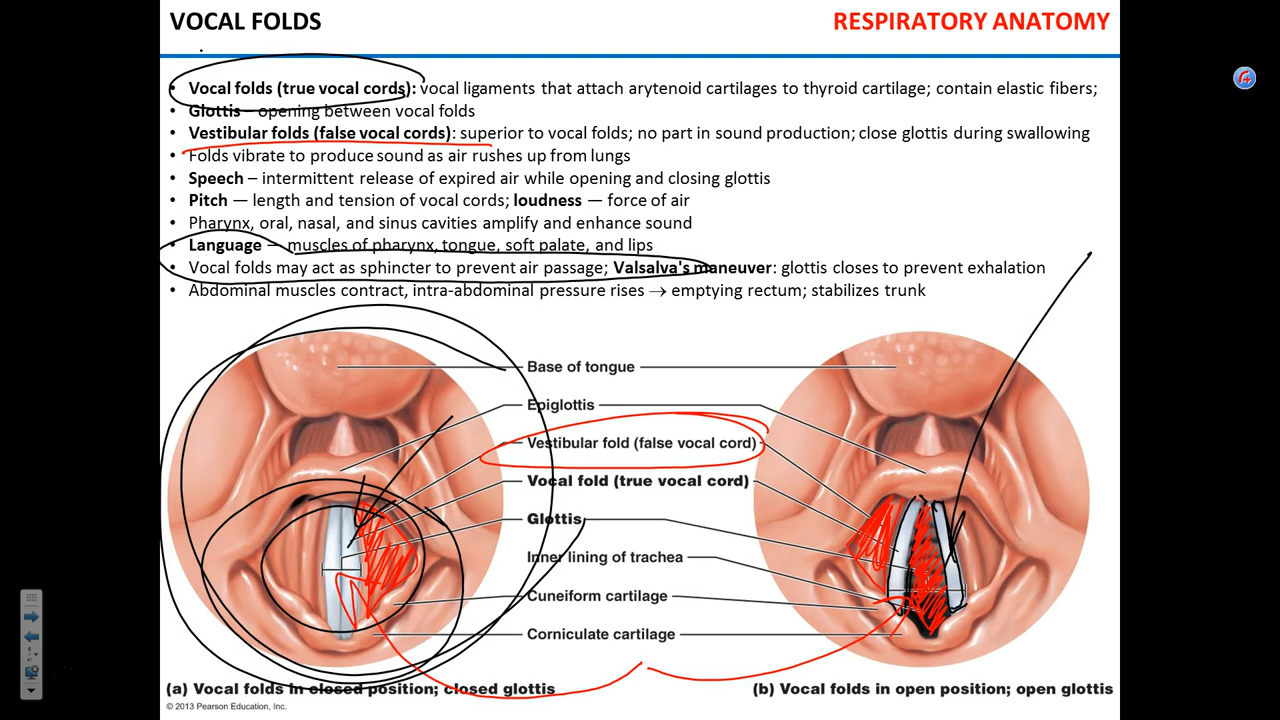 VOCAL FOLDS
RESPIRATORY ANATOMY
• Vocal folds (true vocal cords): vocal ligaments that attach arytenoid cartilages to thyroid cartilage; contain elastic fibers;
• Glottis – opening between vocal folds
• Vestibular folds (false vocal cords): superior to vocal folds; no part in sound production; close glottis during swallowing
• Folds vibrate to produce sound as air rushes up from lungs
• Speech – intermittent release of expired air while opening and closing glottis
• Pitch — length and tension of vocal cords; loudness — force of air
• Pharynx, oral, nasal, and sinus cavities amplify and enhance sound
• Language — muscles of pharynx, tongue, soft palate, and lips
• Vocal folds may act as sphincter to prevent air passage; Valsalva's maneuver: glottis closes to prevent exhalation
• Abdominal muscles contract, intra-abdominal pressure rises → emptying rectum; stabilizes trunk
Base of tongue
Epiglottis
Vestibular fold (false vocal cord)
Vocal fold (true vocal cord)
Glottis
Inner lining of trachea
Cuneiform cartilage
Corniculate cartilage
(a) Vocal folds in closed position; closed glottis
(b) Vocal folds in open position; open glottis
© 2013 Pearson Education, Inc.